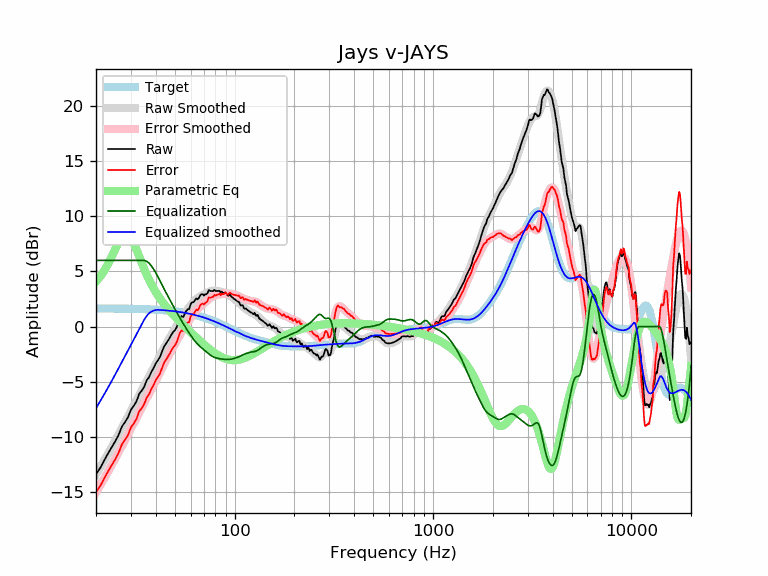 Jays v-JAYS
Target
Raw Smoothed
Error Smoothed
Raw
Error
Parametric Eq
Equalization
Equalized smoothed
Amplitude (dBr)
20
15
10
5
0
−5
−10
−15
100 1000 10000
Frequency (Hz)